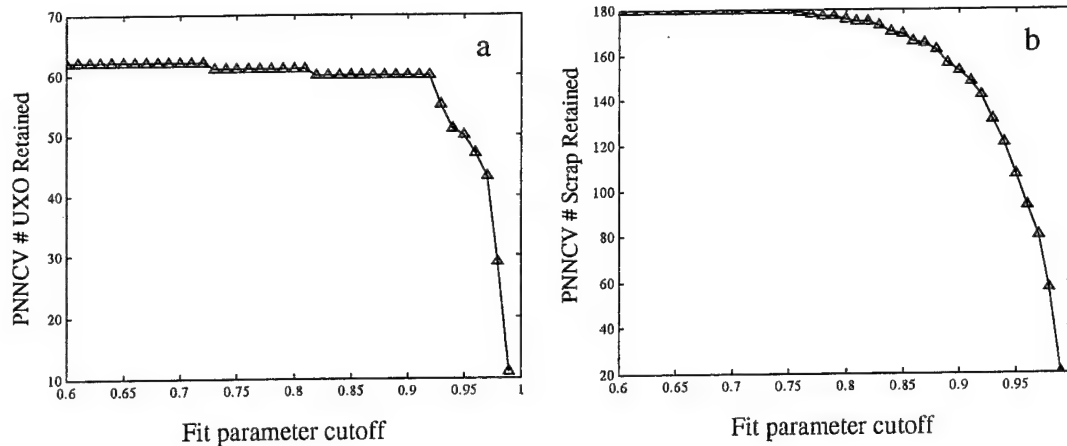 a
70
60
50
40
30
20
10
0.6 0.65 0.7 0.75 0.8 0.85 0.9 0.95 1
PNNCV # UXO Retained
Fit parameter cutoff
b
180
160
140
120
100
80
60
40
20
0.6 0.65 0.7 0.75 0.8 0.85 0.9 0.95
PNNCV # Scrap Retained
Fit parameter cutoff